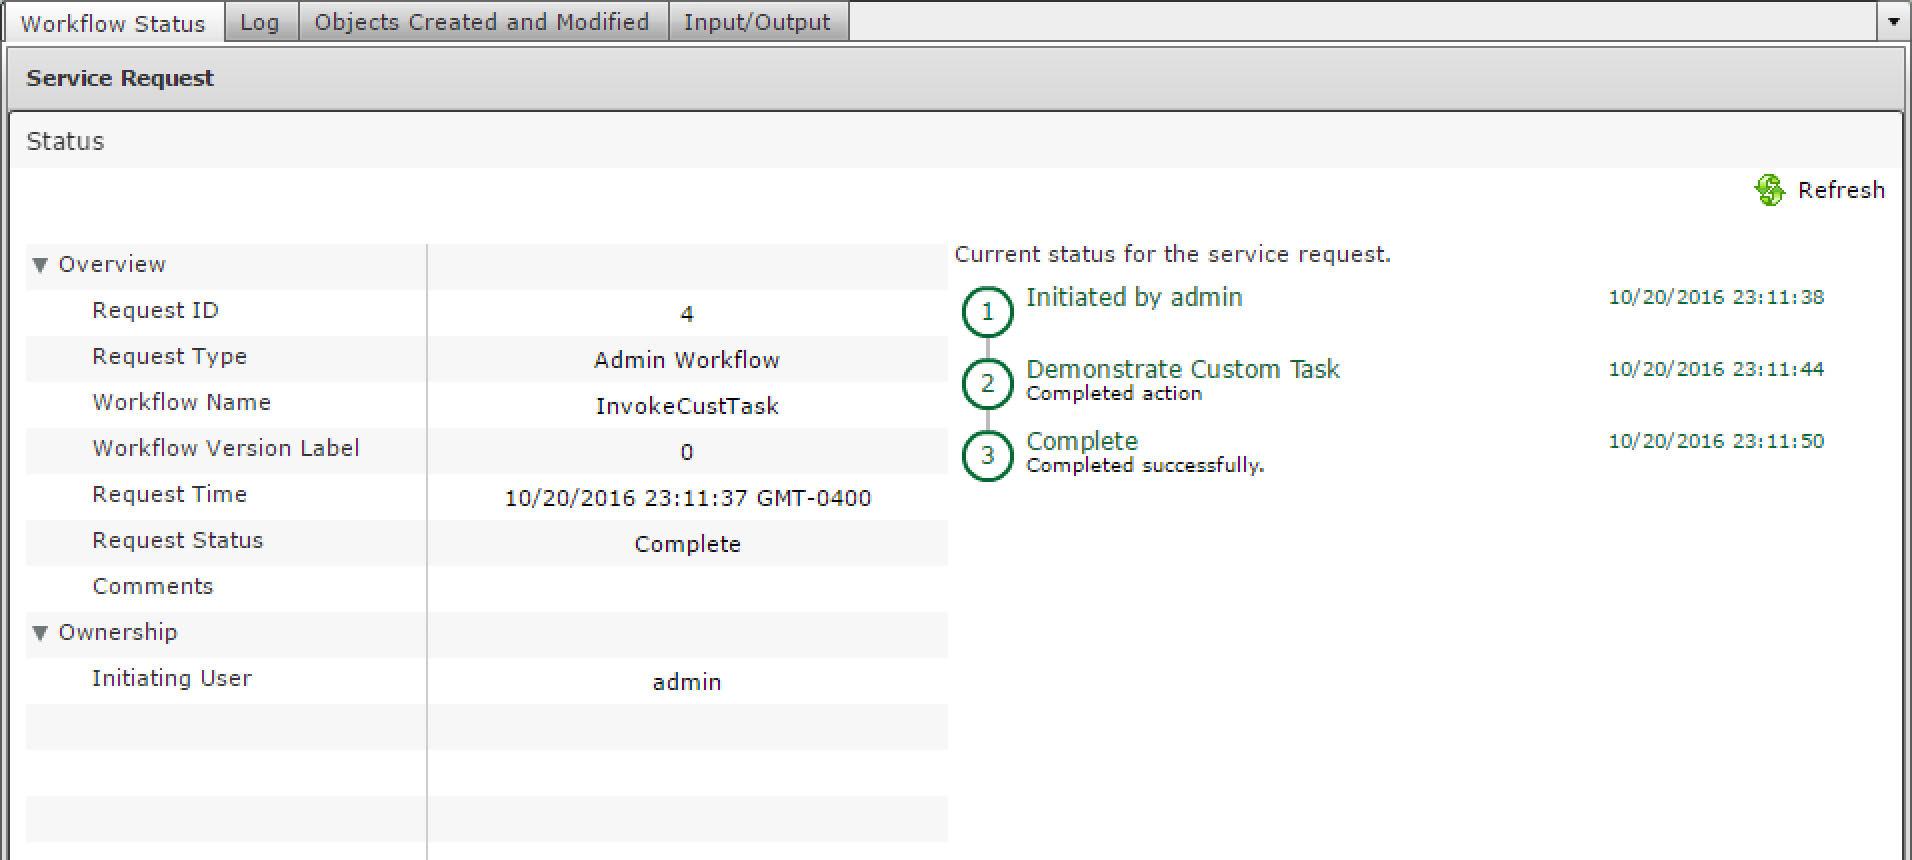 Workflow Status Log Objects Created and Modified Input/Output
Service Request
Status
Refresh
Overview
Request ID 4
Request Type Admin Workflow
Workflow Name InvokeCustTask
Workflow Version Label 0
Request Time 10/20/2016 23:11:37 GMT-0400
Request Status Complete
Comments
Ownership
Initiating User admin
Current status for the service request.
1 Initiated by admin 10/20/2016 23:11:38
2 Demonstrate Custom Task 10/20/2016 23:11:44
Completed action
3 Complete 10/20/2016 23:11:50
Completed successfully.